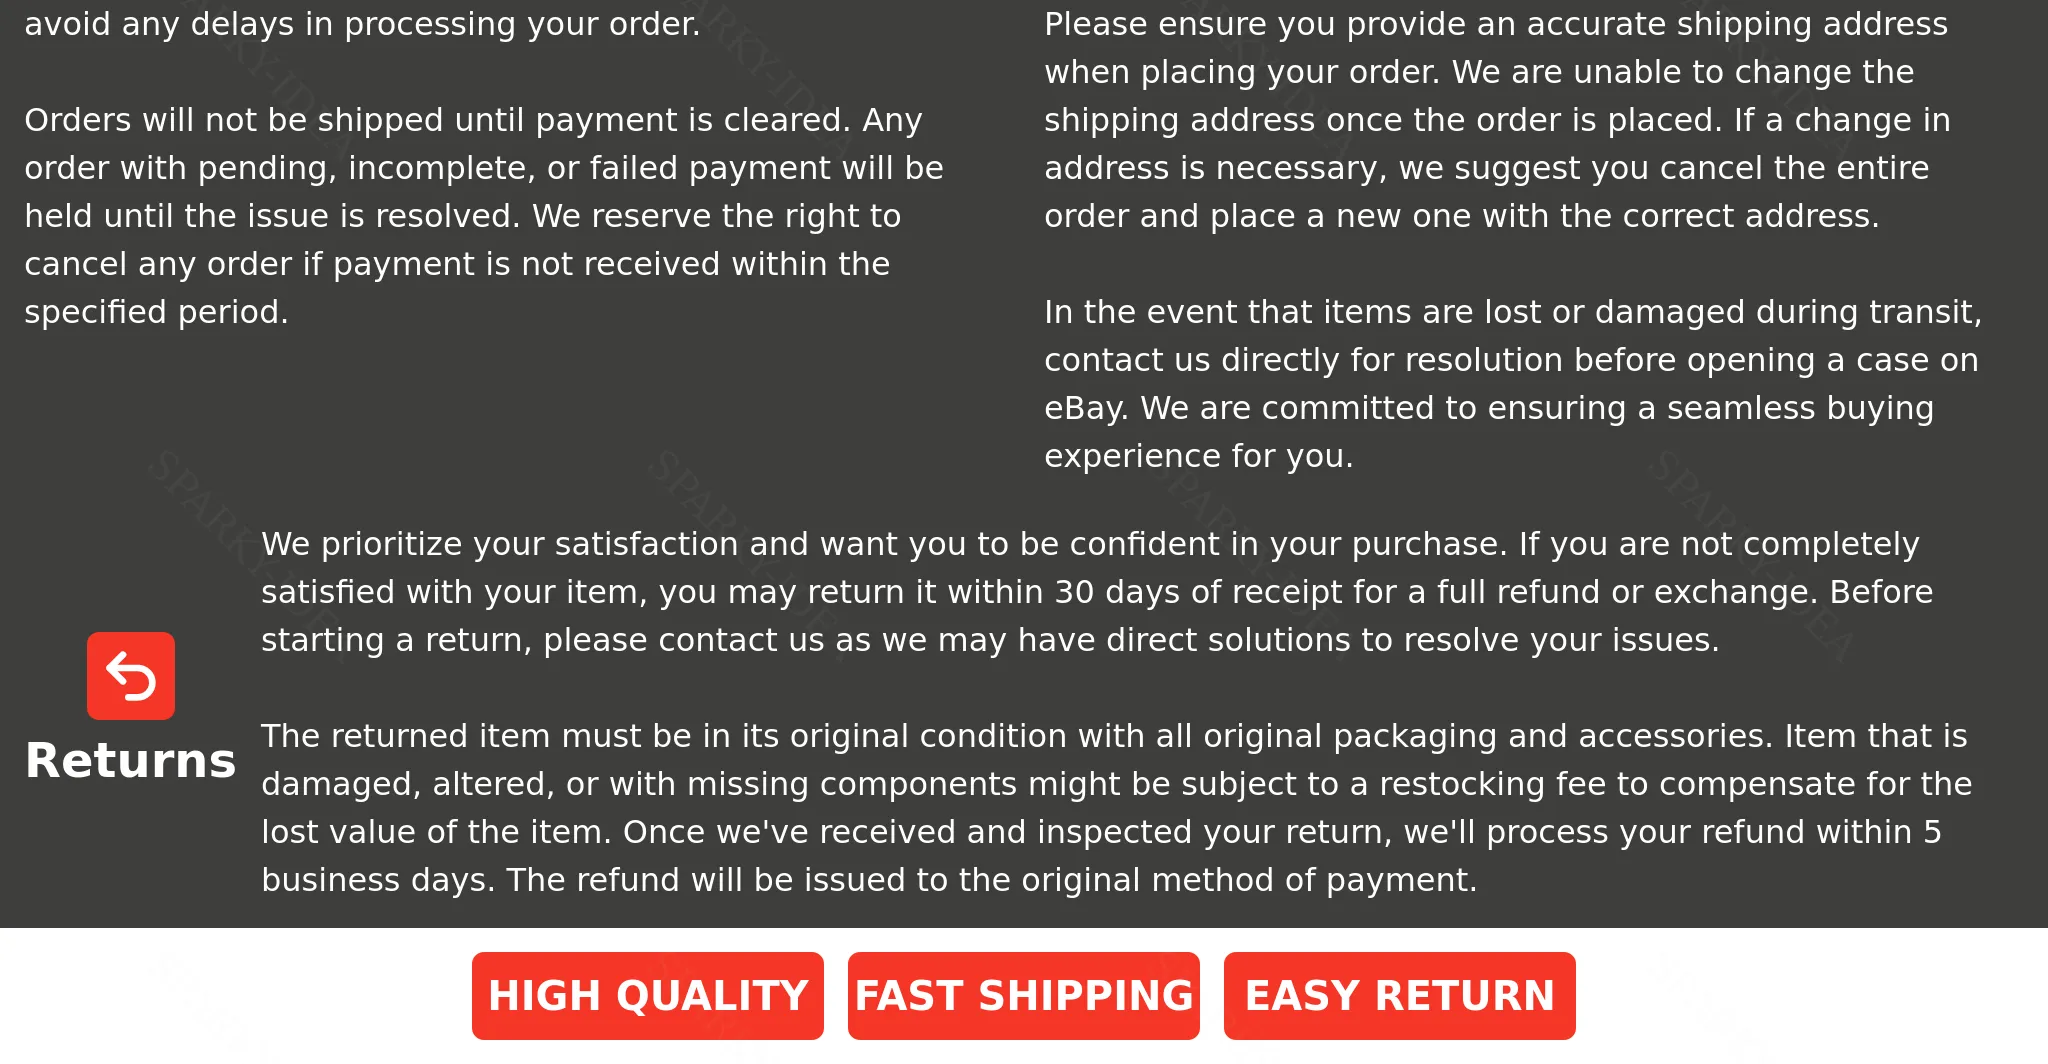 avoid any delays in processing your order.
Orders will not be shipped until payment is cleared. Any
order with pending, incomplete, or failed payment will be
held until the issue is resolved. We reserve the right to
cancel any order if payment is not received within the
specified period.
Please ensure you provide an accurate shipping address
when placing your order. We are unable to change the
shipping address once the order is placed. If a change in
address is necessary, we suggest you cancel the entire
order and place a new one with the correct address.
In the event that items are lost or damaged during transit,
contact us directly for resolution before opening a case on
eBay. We are committed to ensuring a seamless buying
experience for you.
Returns
We prioritize your satisfaction and want you to be confident in your purchase. If you are not completely
satisfied with your item, you may return it within 30 days of receipt for a full refund or exchange. Before
starting a return, please contact us as we may have direct solutions to resolve your issues.
The returned item must be in its original condition with all original packaging and accessories. Item that is
damaged, altered, or with missing components might be subject to a restocking fee to compensate for the
lost value of the item. Once we've received and inspected your return, we'll process your refund within 5
business days. The refund will be issued to the original method of payment.
HIGH QUALITY
FAST SHIPPING
EASY RETURN
SPARKY-IDEA
SPARKY-IDEA
SPARKY-IDEA
SPARKY-IDEA